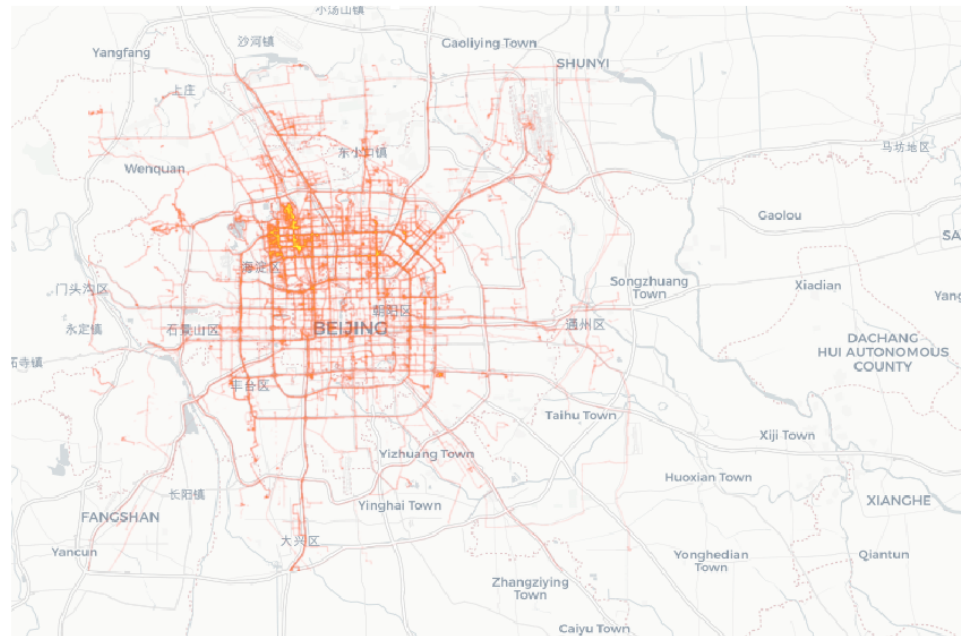 小汤山镇
沙河镇
Gaoliying Town
Yangfang
SHUNYI
上庄
马坊地区
东小口镇
Wenquan
Gaolou
SA
海淀区
门头沟区
Songzhuang
Town
Xiadian
Yang
朝阳区
永定镇
石景山区
BEIJING
通州区
DACHANG
HUI AUTONOMOUS
COUNTY
石寺镇
丰台区
Taihu Town
Xiji Town
Yizhuang Town
Huoxian Town
长阳镇
Yinghai Town
XIANGHE
FANGSHAN
大兴区
Yancun
Yonghedian
Town
Qiantun
Zhangziying
Town
Caiyu Town